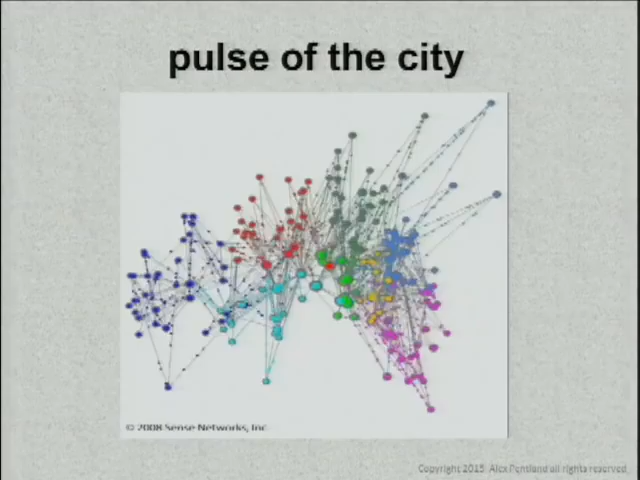 pulse of the city
© 2008 Sense Networks, Inc.
Copyright 2015 Alex Pentland all rights reserved